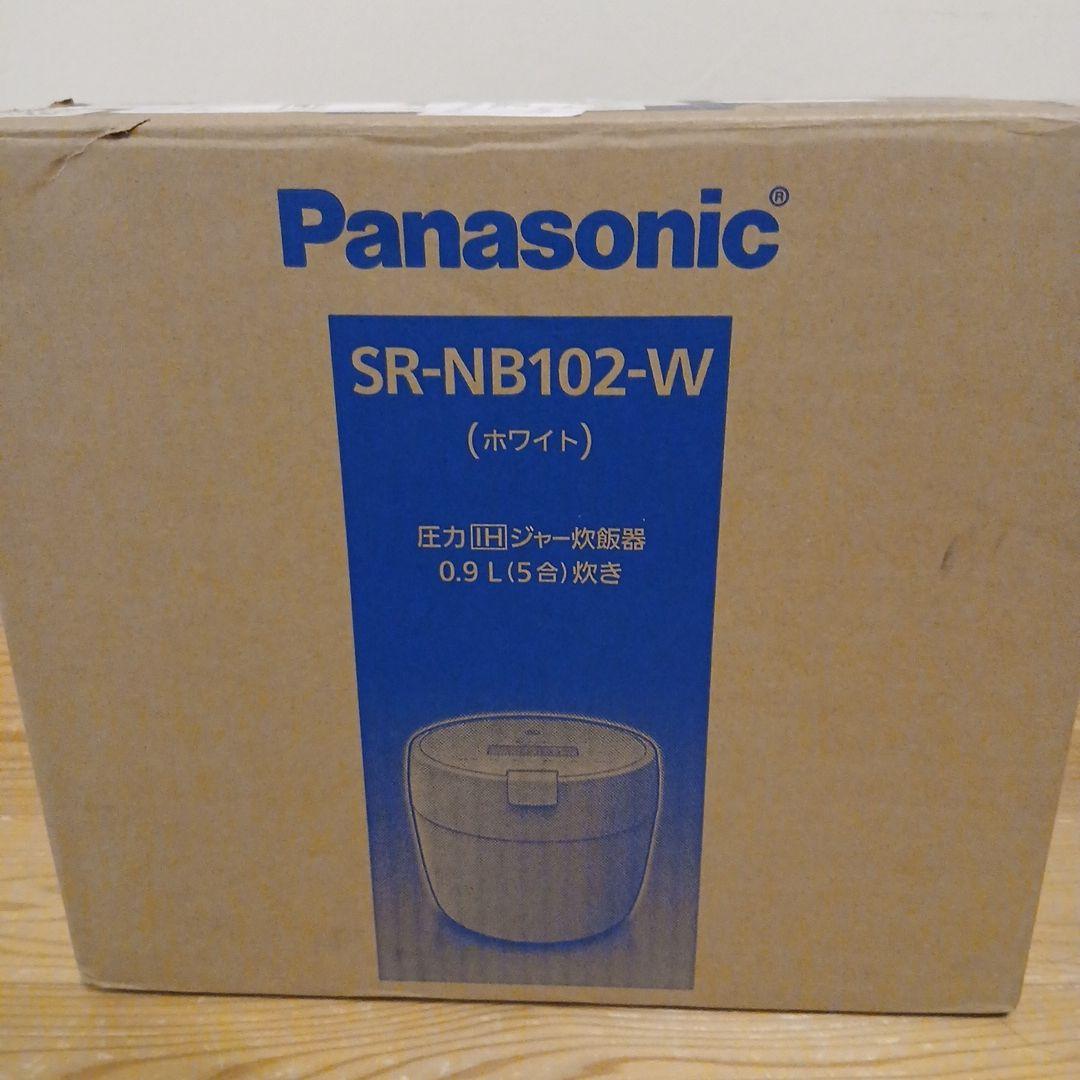 Panasonic®
SR-NB102-W
(ホワイト)
圧力IHジャー炊飯器
0.9 L(5合)炊き